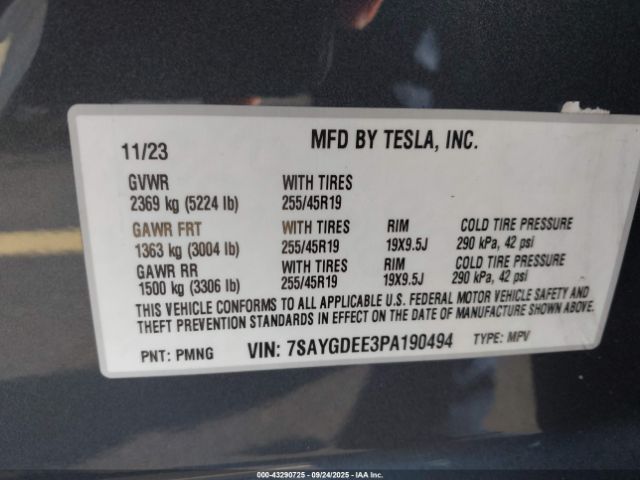 11/23 MFD BY TESLA, INC.
GVWR WITH TIRES
2369 kg (5224 lb) 255/45R19
GAWR FRT WITH TIRES RIM COLD TIRE PRESSURE
1363 kg (3004 lb) 255/45R19 19X9.5J 290 kPa, 42 psi
GAWR RR WITH TIRES RIM COLD TIRE PRESSURE
1500 kg (3306 lb) 255/45R19 19X9.5J 290 kPa, 42 psi
THIS VEHICLE CONFORMS TO ALL APPLICABLE U.S. FEDERAL MOTOR VEHICLE SAFETY AND
THEFT PREVENTION STANDARDS IN EFFECT ON THE DATE OF MANUFACTURE SHOWN ABOVE.
PNT: PMNG VIN: 7SAYGDEE3PA190494 TYPE: MPV
000-43290725 - 09/24/2025 - IAA Inc.